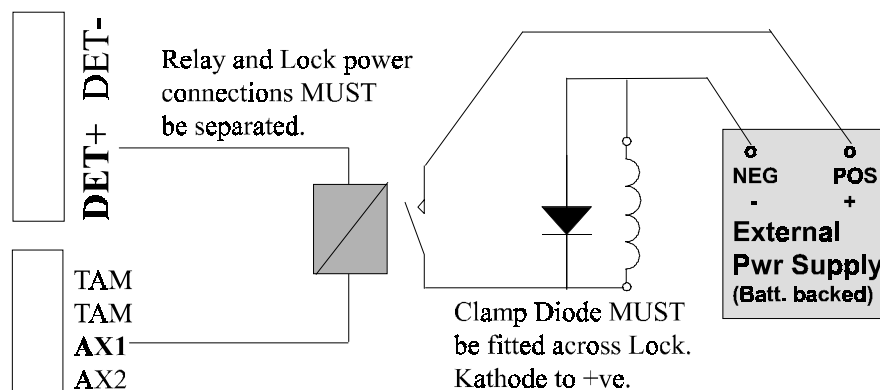 DET-
DET+
Relay and Lock power
connections MUST
be separated.
TAM
TAM
AX1
AX2
Clamp Diode MUST
be fitted across Lock.
Kathode to +ve.
NEG
POS
-
+
External
Pwr Supply
(Batt. backed)